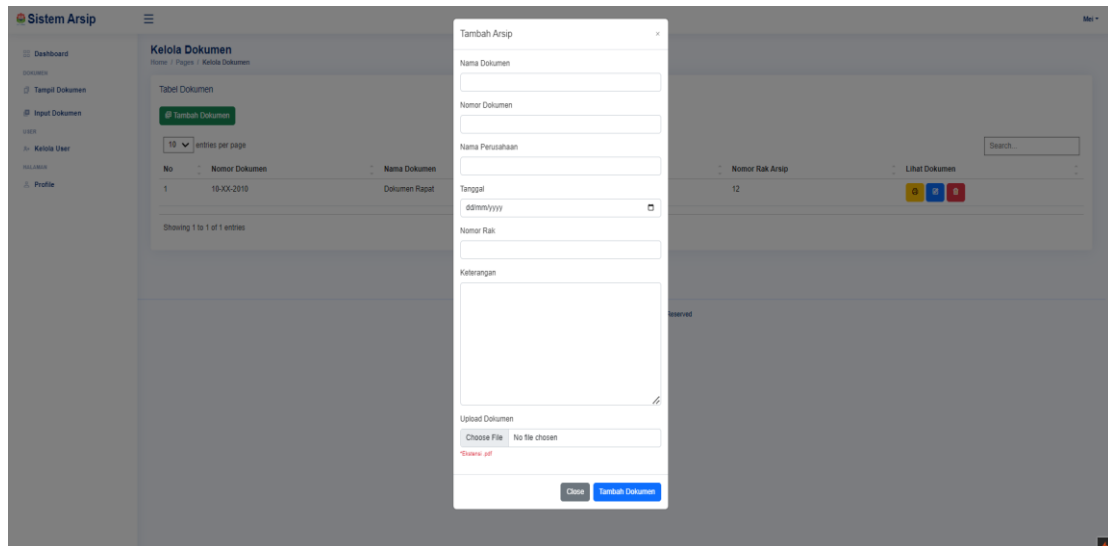 Sistem Arsip
Mei
Dashboard
DOKUMEN
Tampil Dokumen
Input Dokumen
USER
Kelola User
HALAMAN
Profile
Kelola Dokumen
Home / Pages / Kelola Dokumen
Tabel Dokumen
Tambah Dokumen
10 entries per page
Search...
No Nomor Dokumen Nama Dokumen Nomor Rak Arsip Lihat Dokumen
1 18-XX-2010 Dokumen Rapat 12
Showing 1 to 1 of 1 entries
Reserved
Tambah Arsip ×
Nama Dokumen
Nomor Dokumen
Nama Perusahaan
Tanggal
dd/mm/yyyy
Nomor Rak
Keterangan
Upload Dokumen
Choose File No file chosen
*Ekstensi .pdf
Close Tambah Dokumen